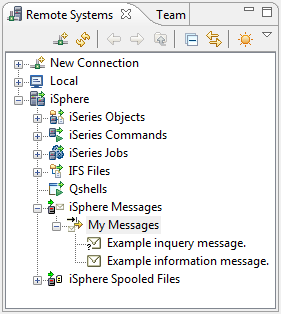 Remote Systems Team
New Connection
Local
iSphere
iSeries Objects
iSeries Commands
iSeries Jobs
IFS Files
Qshells
iSphere Messages
My Messages
Example inquery message.
Example information message.
iSphere Spooled Files